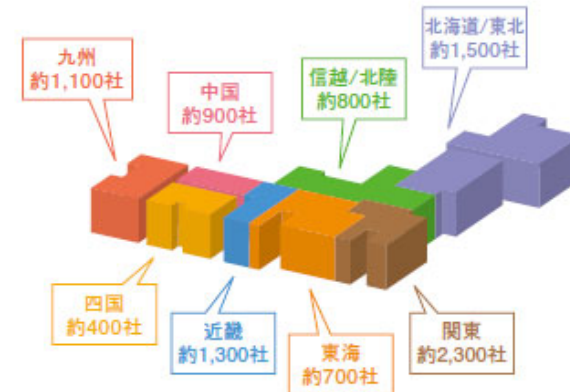 北海道/東北
約1,500社
九州
約1,100社
中国
約900社
信越/北陸
約800社
四国
約400社
近畿
約1,300社
東海
約700社
関東
約2,300社